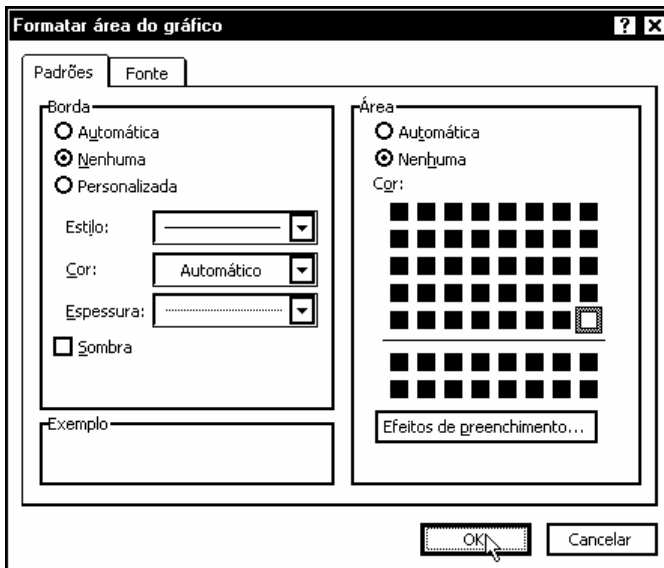 Formatar área do gráfico ? X
Padrões Fonte
Borda
Automática
Nenhuma
Personalizada
Estilo:
Cor: Automático
Espessura:
Sombra
Exemplo
Área
Automática
Nenhuma
Cor:
Efeitos de preenchimento...
OK Cancelar